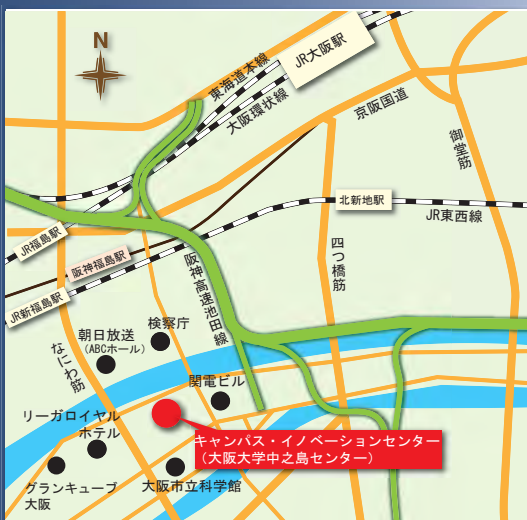 N
JR大阪駅
東海道本線
大阪環状線
京阪国道
御堂筋
北新地駅
JR東西線
JR福島駅
阪神福島駅
JR新福島駅
阪神高速池田線
四つ橋筋
なにわ筋
検察庁
朝日放送
（ABCホール）
関電ビル
リーガロイヤル
ホテル
キャンパス・イノベーションセンター
（大阪大学中之島センター）
グランキューブ
大阪
大阪市立科学館